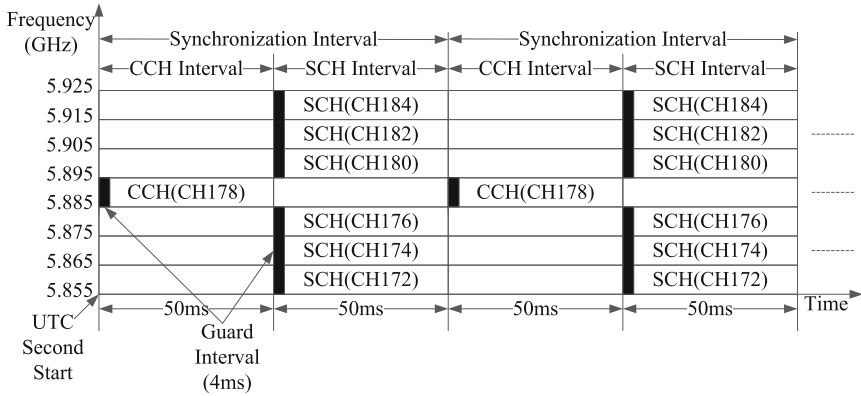 Frequency
(GHz)
Synchronization Interval
Synchronization Interval
CCH Interval
SCH Interval
CCH Interval
SCH Interval
5.925
5.915
5.905
5.895
5.885
5.875
5.865
5.855
SCH(CH184)
SCH(CH182)
SCH(CH180)
SCH(CH184)
SCH(CH182)
SCH(CH180)
CCH(CH178)
CCH(CH178)
SCH(CH176)
SCH(CH174)
SCH(CH172)
SCH(CH176)
SCH(CH174)
SCH(CH172)
50ms
50ms
50ms
50ms
Time
UTC
Second
Start
Guard
Interval
(4ms)